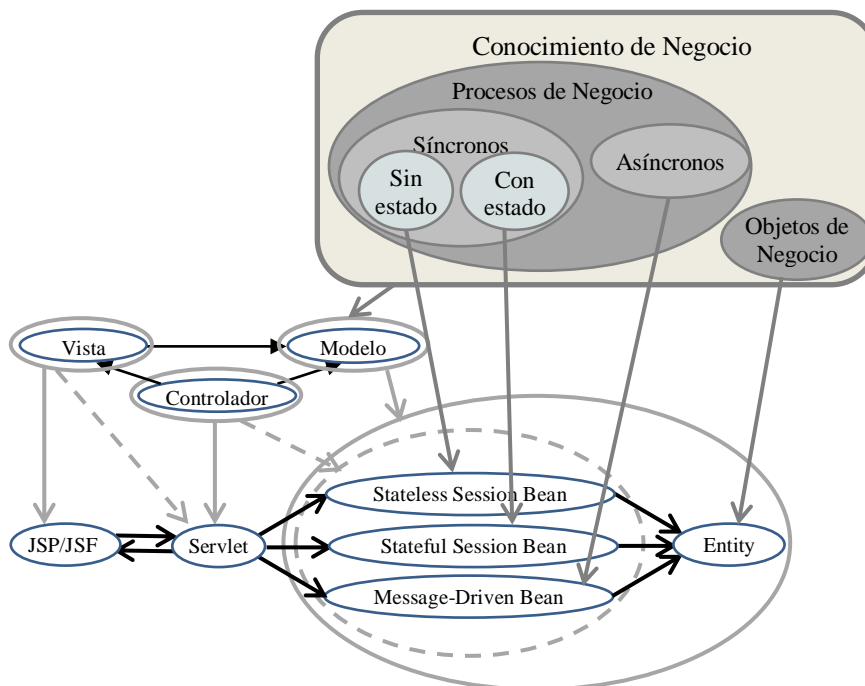 Conocimiento de Negocio
Procesos de Negocio
Síncronos
Asíncronos
Sin
estado
Con
estado
Objetos de
Negocio
Vista
Modelo
Controlador
Stateless Session Bean
JSP/JSF
Servlet
Stateful Session Bean
Entity
Message-Driven Bean